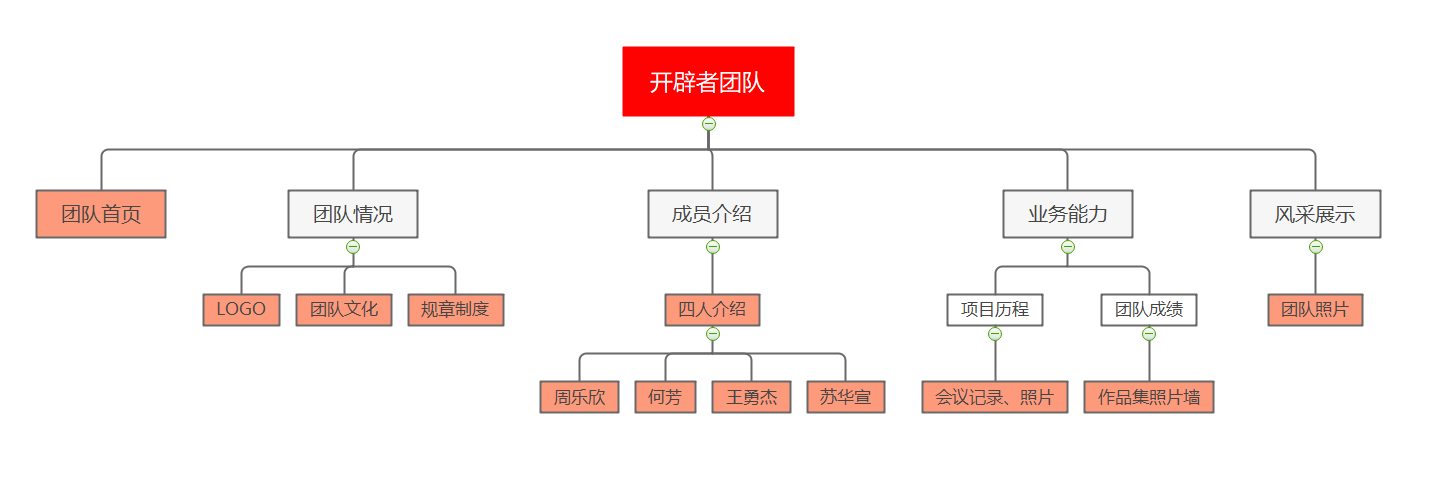 开辟者团队
团队首页
团队情况
成员介绍
业务能力
风采展示
LOGO
团队文化
规章制度
四人介绍
项目历程
团队成绩
团队照片
周乐欣
何芳
王勇杰
苏华宣
会议记录、照片
作品集照片墙